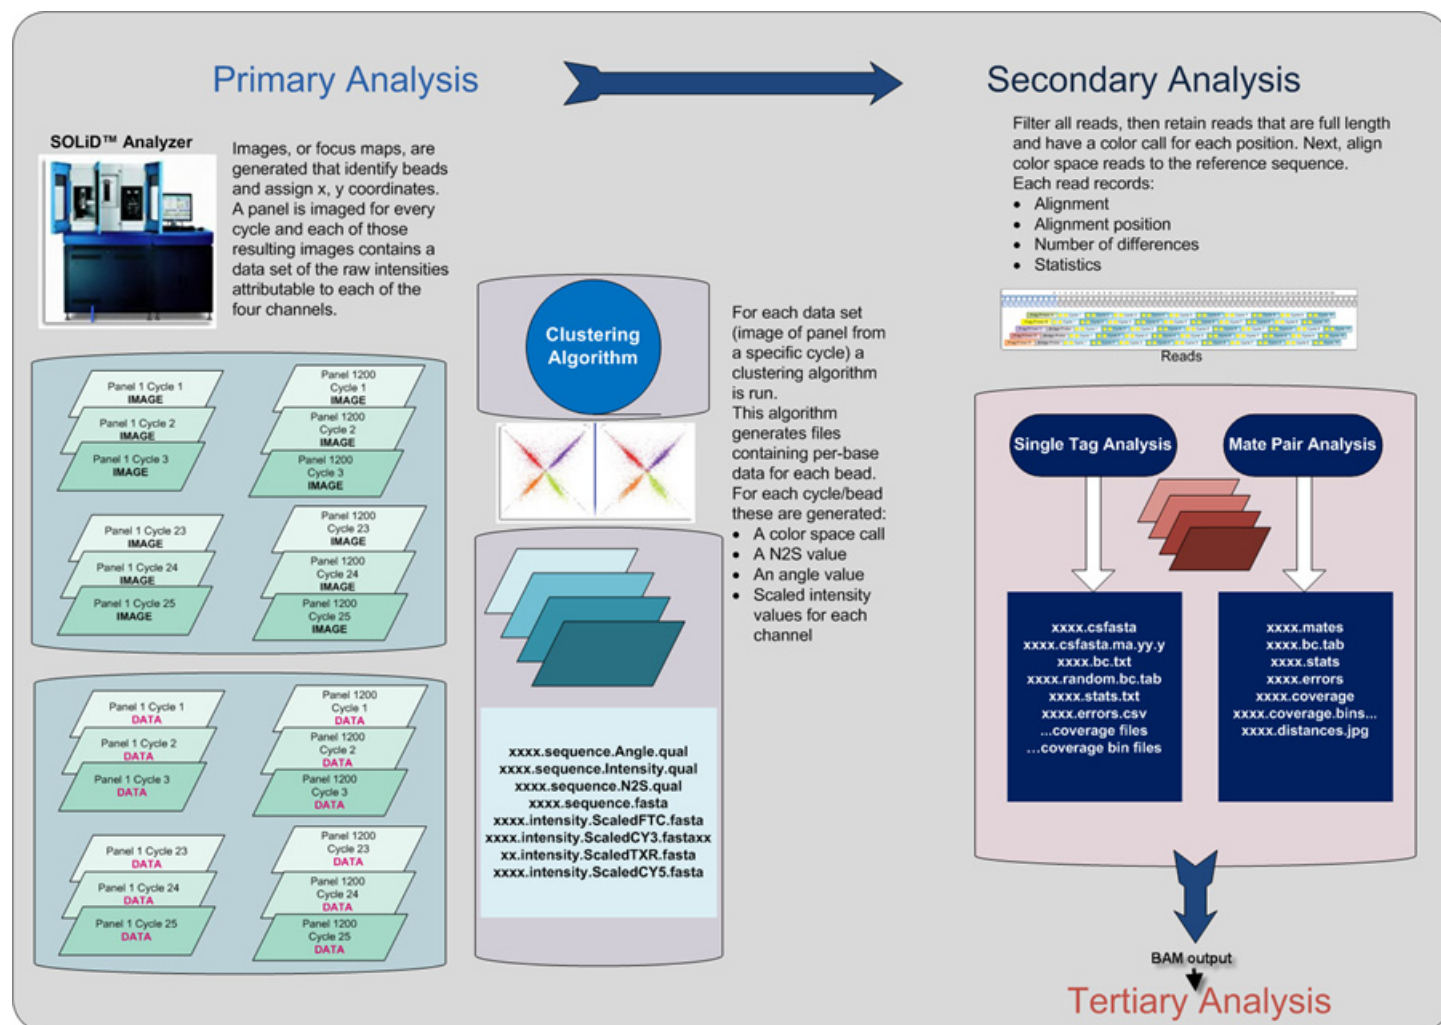 Primary Analysis
Secondary Analysis
SOLiD™ Analyzer
Images, or focus maps, are
generated that identify beads
and assign x, y coordinates.
A panel is imaged for every
cycle and each of those
resulting images contains a
data set of the raw intensities
attributable to each of the
four channels.
Panel 1 Cycle 1
IMAGE
Panel 1 Cycle 2
IMAGE
Panel 1 Cycle 3
IMAGE
Panel 1200
Cycle 1
IMAGE
Panel 1200
Cycle 2
IMAGE
Panel 1200
Cycle 3
IMAGE
Panel 1 Cycle 23
IMAGE
Panel 1 Cycle 24
IMAGE
Panel 1 Cycle 25
IMAGE
Panel 1200
Cycle 23
IMAGE
Panel 1200
Cycle 24
IMAGE
Panel 1200
Cycle 25
IMAGE
Panel 1 Cycle 1
DATA
Panel 1 Cycle 2
DATA
Panel 1 Cycle 3
DATA
Panel 1200
Cycle 1
DATA
Panel 1200
Cycle 2
DATA
Panel 1200
Cycle 3
DATA
Panel 1 Cycle 23
DATA
Panel 1 Cycle 24
DATA
Panel 1 Cycle 25
DATA
Panel 1200
Cycle 23
DATA
Panel 1200
Cycle 24
DATA
Panel 1200
Cycle 25
DATA
Clustering
Algorithm
xxxx.sequence.Angle.qual
xxxx.sequence.Intensity.qual
xxxx.sequence.N2S.qual
xxxx.sequence.fasta
xxxx.intensity.ScaledFTC.fasta
xxxx.intensity.ScaledCY3.fastaxx
xx.intensity.ScaledTXR.fasta
xxxx.intensity.ScaledCY5.fasta
For each data set
(image of panel from
a specific cycle) a
clustering algorithm
is run.
This algorithm
generates files
containing per-base
data for each bead.
For each cycle/bead
these are generated:
• A color space call
• A N2S value
• An angle value
• Scaled intensity
values for each
channel
Filter all reads, then retain reads that are full length
and have a color call for each position. Next, align
color space reads to the reference sequence.
Each read records:
• Alignment
• Alignment position
• Number of differences
• Statistics
Reads
Single Tag Analysis
xxxx.csfasta
xxxx.csfasta.ma.yy.y
xxxx.bc.txt
xxxx.random.bc.tab
xxxx.stats.txt
xxxx.errors.csv
...coverage files
...coverage bin files
Mate Pair Analysis
xxxx.mates
xxxx.bc.tab
xxxx.stats
xxxx.errors
xxxx.coverage
xxxx.coverage.bins...
xxxx.distances.jpg
BAM output
Tertiary Analysis